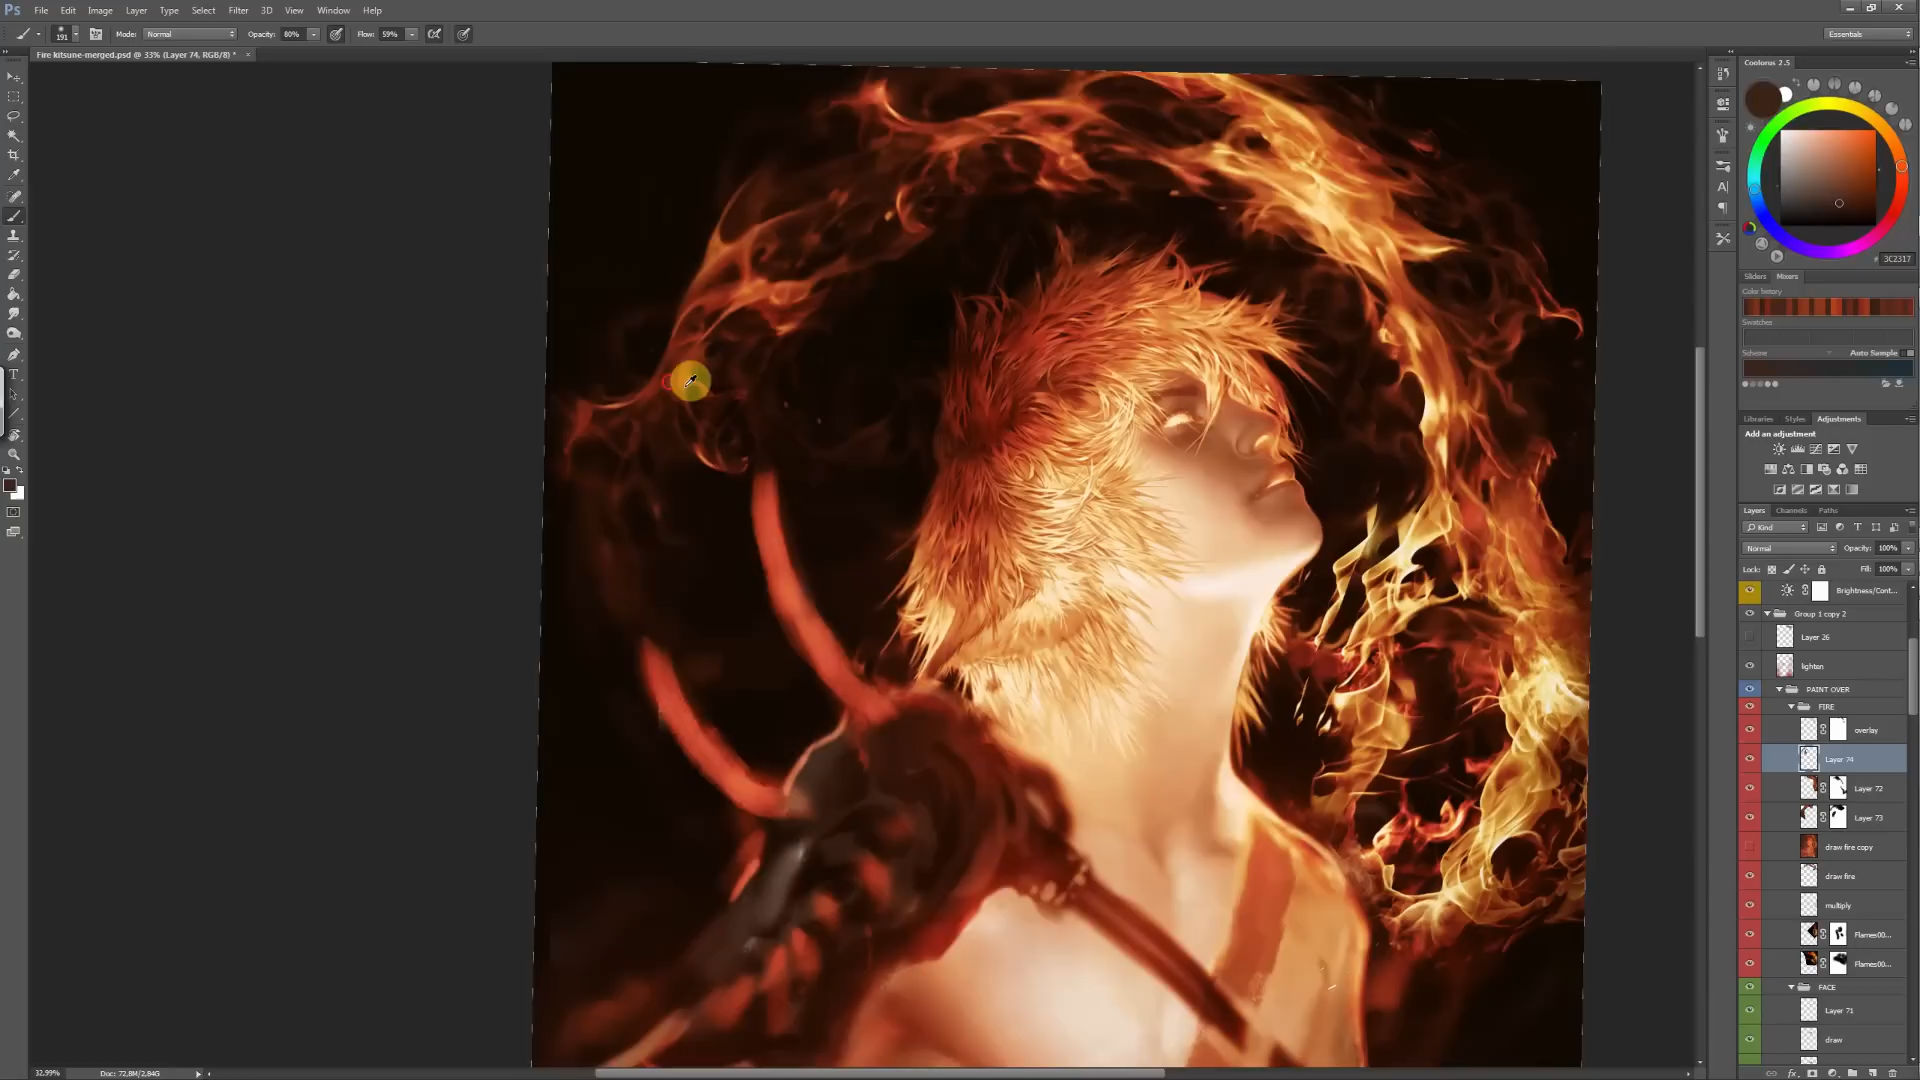 Ps File Edit Image Layer Type Select Filter 3D View Window Help
191 Mode: Normal Opacity: 80% Flow: 59% Essentials
Fire kitsune-merged.psd @ 33% (Layer 74, RGB/8) * ×
Coolorus 2.5
# 3C2317
Sliders Mixers
Color history
Swatches
Scheme Auto Sample
Libraries Styles Adjustments
Add an adjustment
Layers Channels Paths
Kind
Normal Opacity: 100%
Lock: Fill: 100%
Brightness/Cont...
Group 1 copy 2
Layer 26
lighten
PAINT OVER
FIRE
overlay
Layer 74
Layer 72
Layer 73
draw fire copy
draw fire
multiply
Flames00...
Flames00...
FACE
Layer 71
draw
32,99% Doc: 72,8M/2,84G